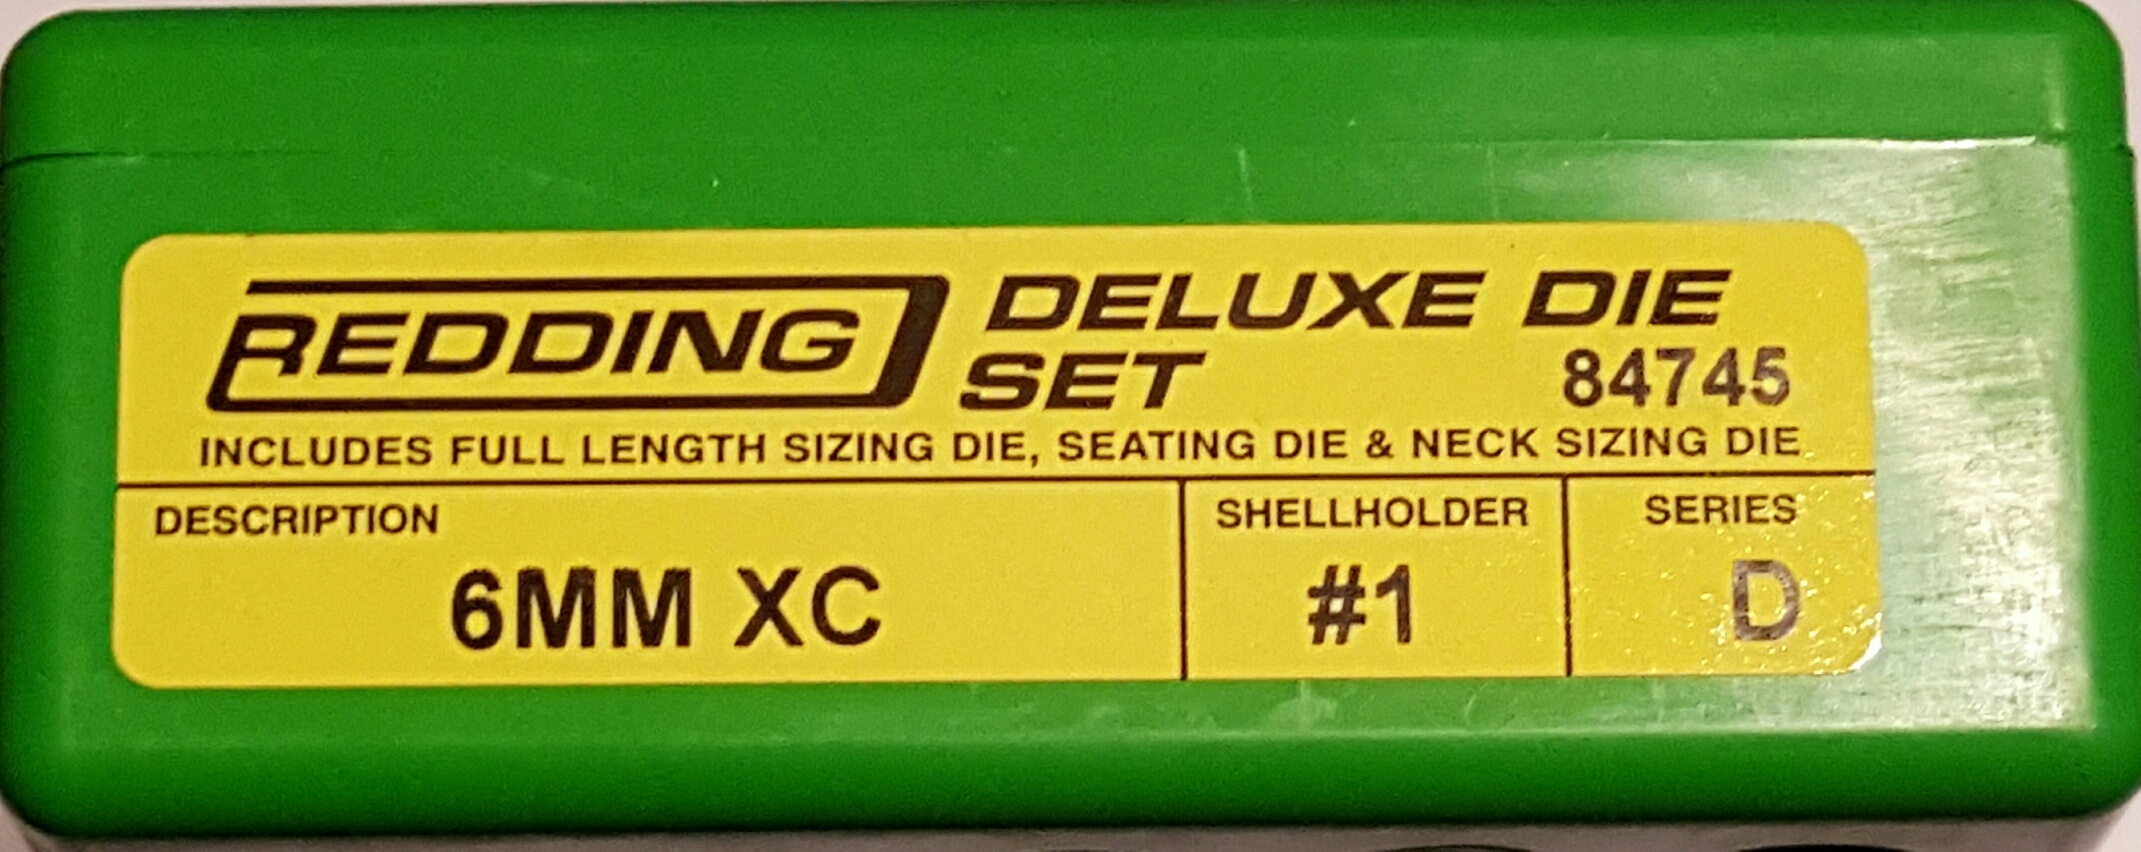 REDDING DELUXE DIE
SET 84745
INCLUDES FULL LENGTH SIZING DIE, SEATING DIE & NECK SIZING DIE
DESCRIPTION SHELLHOLDER SERIES
6MM XC #1 D